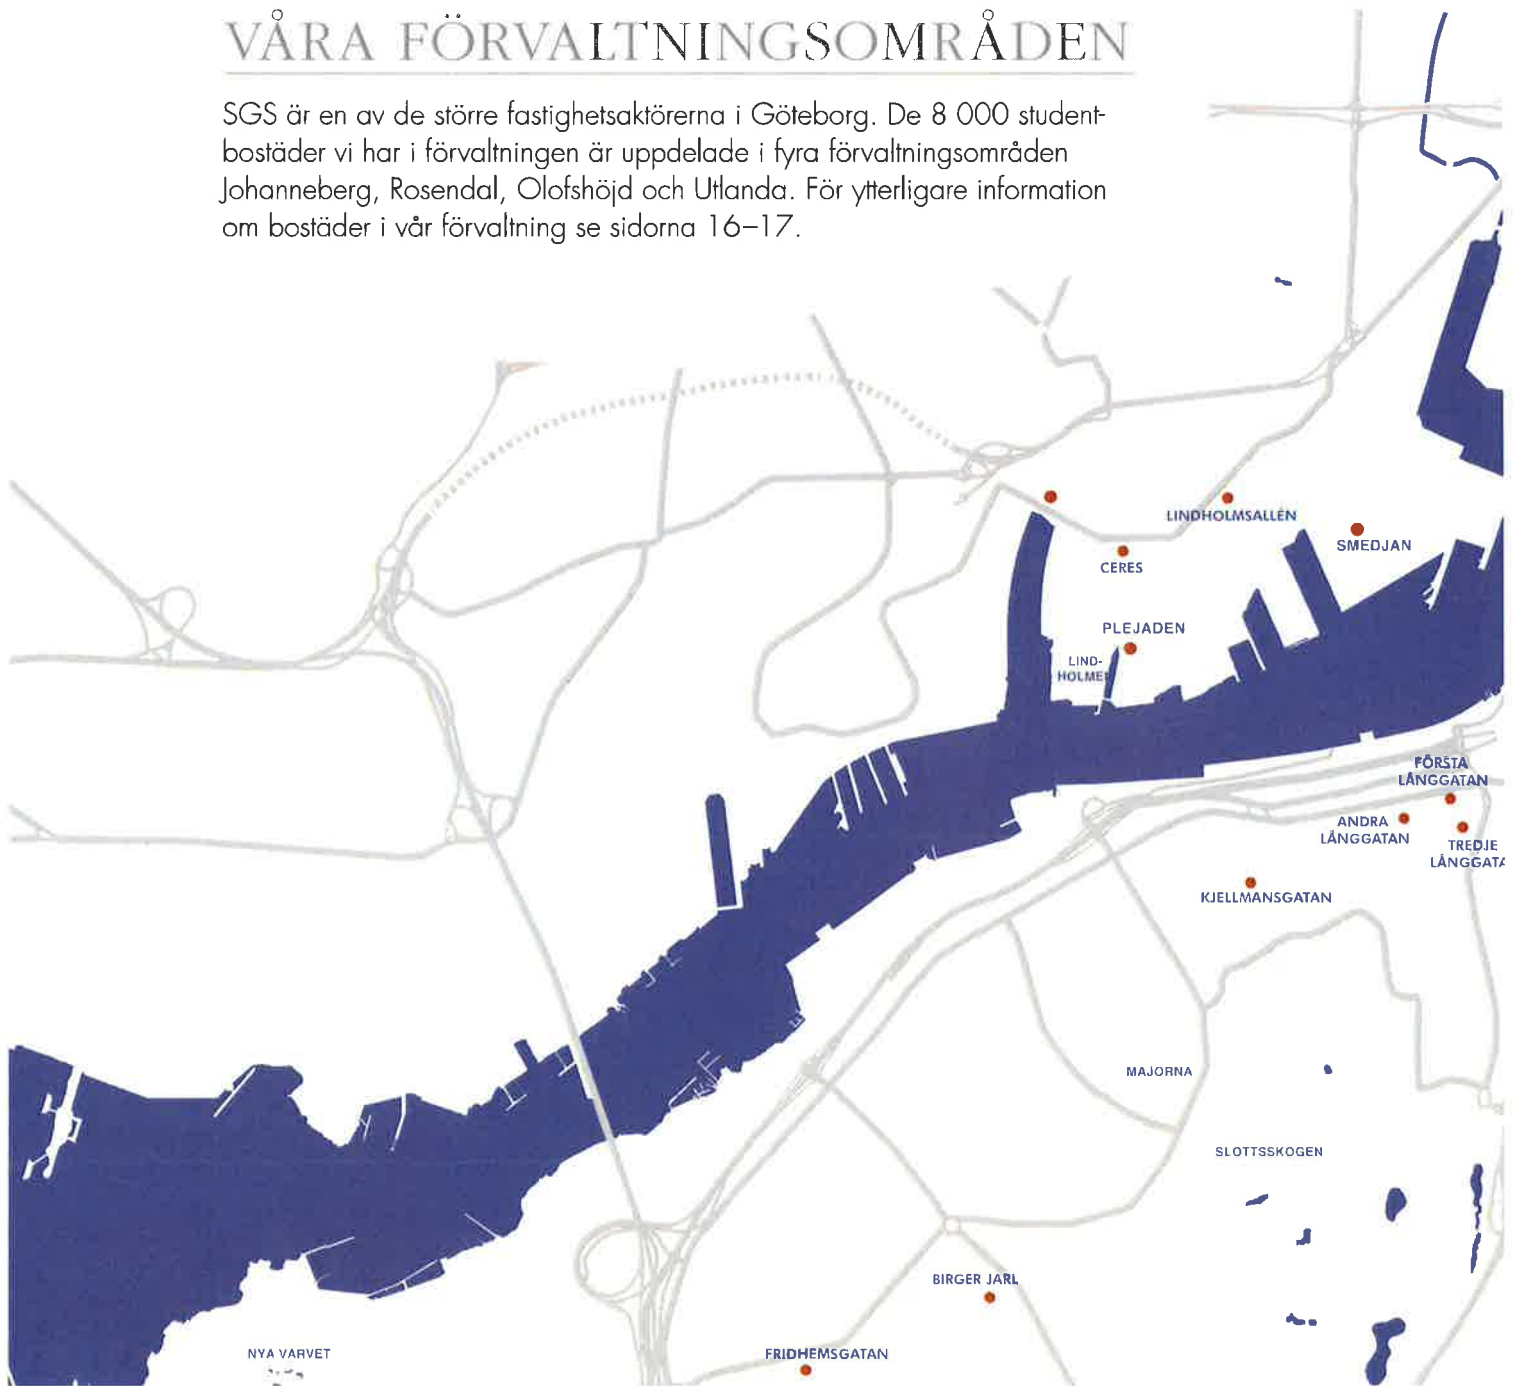 VÅRA FÖRVALTNINGSOMRÅDEN
SGS är en av de större fastighetsaktörerna i Göteborg. De 8 000 student-
bostäder vi har i förvaltningen är uppdelade i fyra förvaltningsområden
Johanneberg, Rosendal, Olofshöjd och Utlanda. För ytterligare information
om bostäder i vår förvaltning se sidorna 16–17.
LINDHOLMSALLÉN
SMEDJAN
CERES
PLEJADEN
LIND-
HOLME
FÖRSTA
LÅNGGATAN
ANDRA
LÅNGGATAN
TREDJE
LÅNGGATA
KJELLMANSGATAN
MAJORNA
SLOTTSSKOGEN
BIRGER JARL
NYA VARVET
FRIDHEMSGATAN